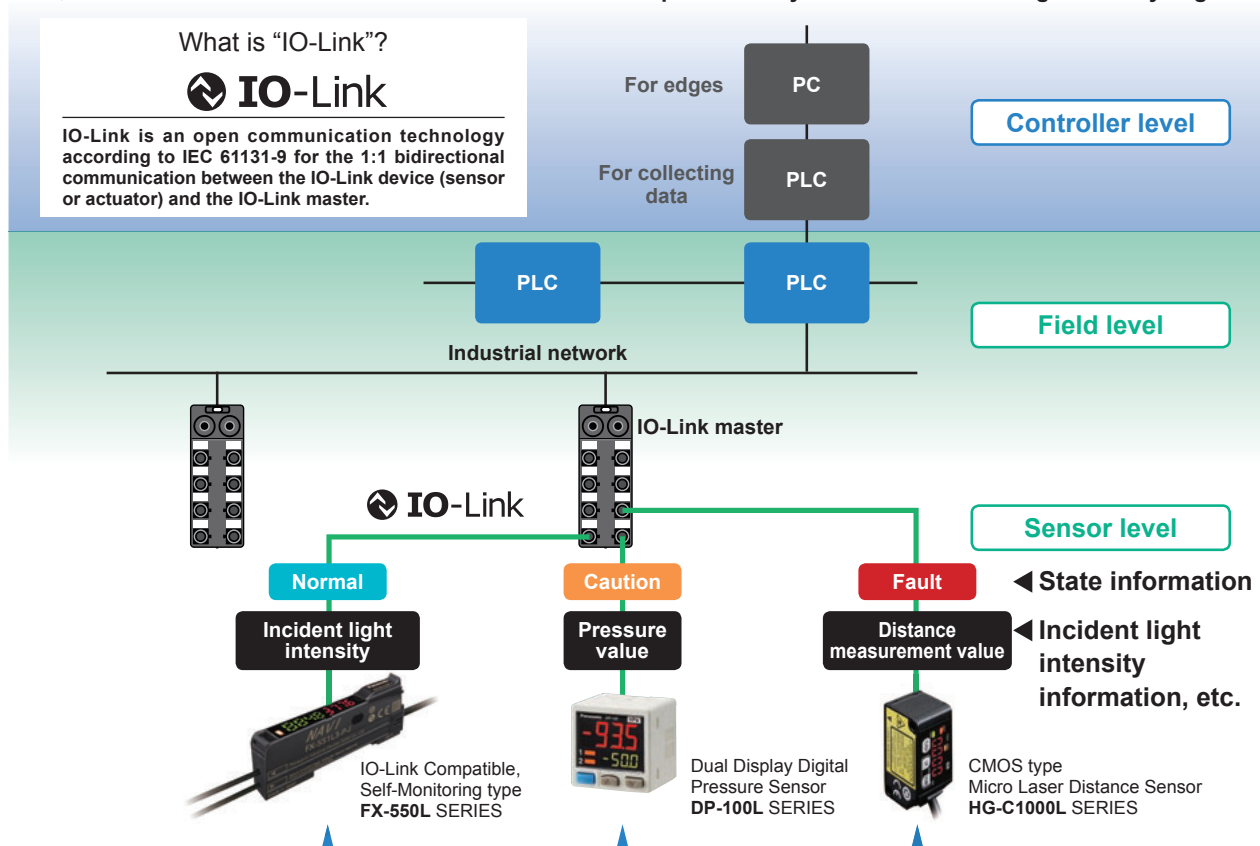 What is “IO-Link”?
IO-Link
IO-Link is an open communication technology
according to IEC 61131-9 for the 1:1 bidirectional
communication between the IO-Link device (sensor
or actuator) and the IO-Link master.
For edges
PC
Controller level
For collecting
data
PLC
PLC
PLC
Field level
Industrial network
IO-Link master
IO-Link
Sensor level
Normal
Caution
Fault
State information
Incident light
intensity
Pressure
value
Distance
measurement value
Incident light
intensity
information, etc.
NAVI
Panasonic
-93.5
-50.0
1
2
IO-Link Compatible,
Self-Monitoring type
FX-550L SERIES
Dual Display Digital
Pressure Sensor
DP-100L SERIES
CMOS type
Micro Laser Distance Sensor
HG-C1000L SERIES